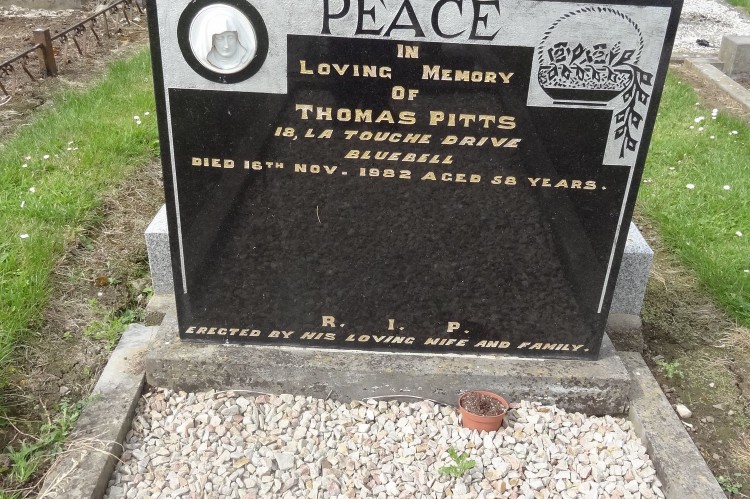 PEACE
IN
LOVING MEMORY
OF
THOMAS PITTS
18, LA TOUCHE DRIVE
BLUEBELL
DIED 16TH NOV. 1982 AGED 58 YEARS.
R. I. P.
ERECTED BY HIS LOVING WIFE AND FAMILY.